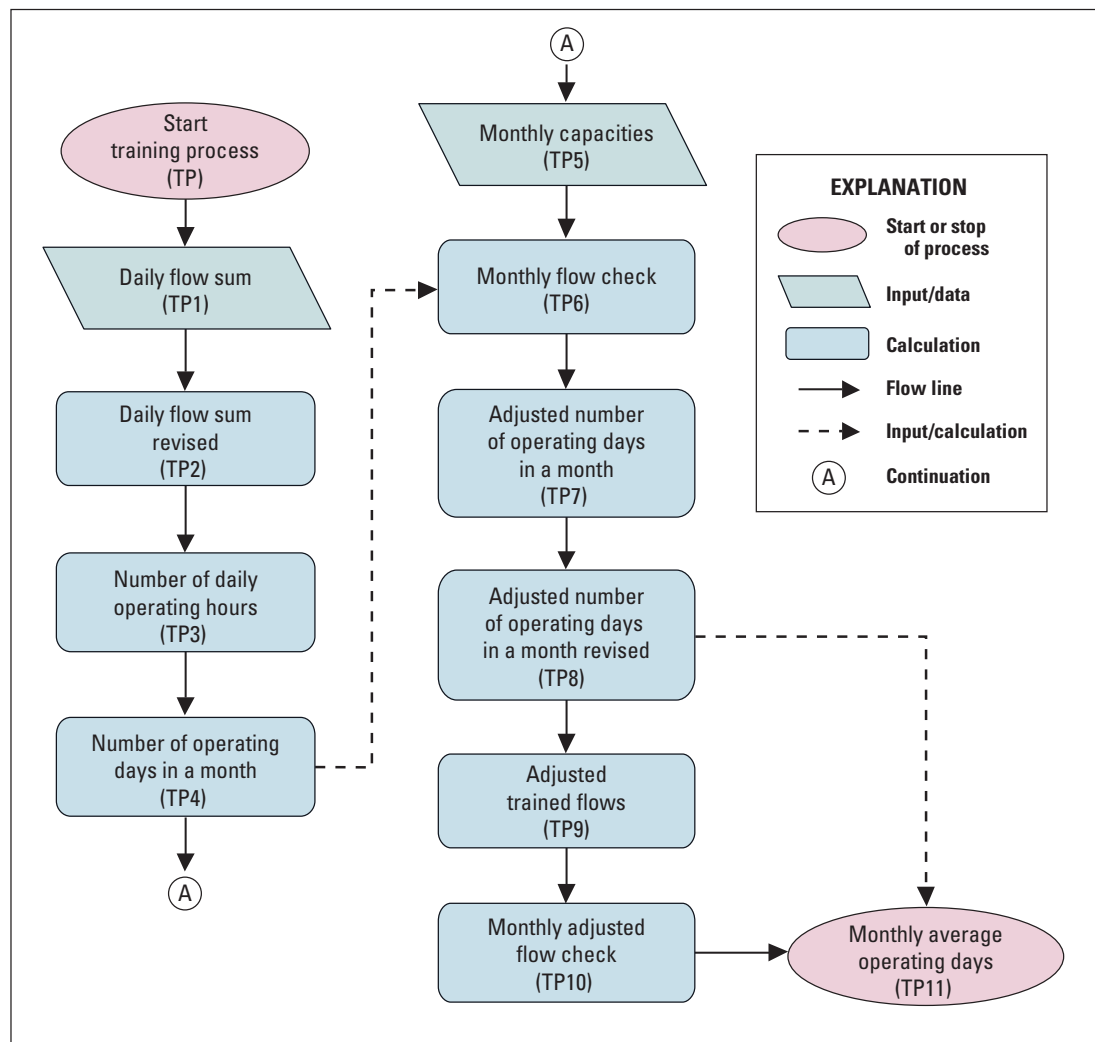 Start
training process
(TP)
Daily flow sum
(TP1)
Daily flow sum
revised
(TP2)
Number of daily
operating hours
(TP3)
Number of operating
days in a month
(TP4)
A
A
Monthly capacities
(TP5)
Monthly flow check
(TP6)
Adjusted number
of operating days
in a month
(TP7)
Adjusted number
of operating days
in a month revised
(TP8)
Adjusted
trained flows
(TP9)
Monthly adjusted
flow check
(TP10)
Monthly average
operating days
(TP11)
EXPLANATION
Start or stop
of process
Input/data
Calculation
Flow line
Input/calculation
A Continuation